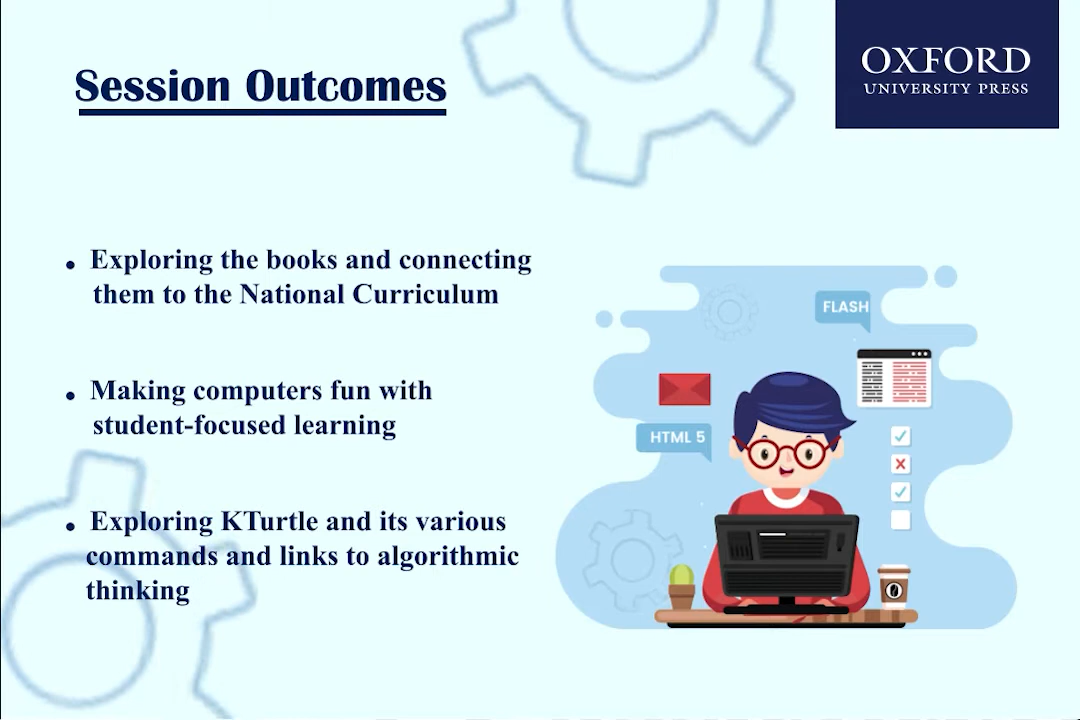 Session Outcomes
OXFORD
UNIVERSITY PRESS
• Exploring the books and connecting
them to the National Curriculum
• Making computers fun with
student-focused learning
• Exploring KTurtle and its various
commands and links to algorithmic
thinking
FLASH
HTML 5